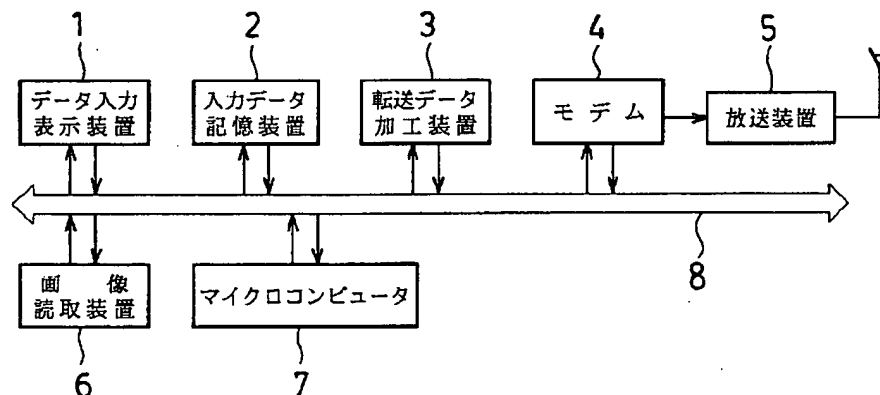 1
2
3
4
5
データ入力
表示装置
入力データ
記憶装置
転送データ
加工装置
モデム
放送装置
8
画像
読取装置
マイクロコンピュータ
6
7